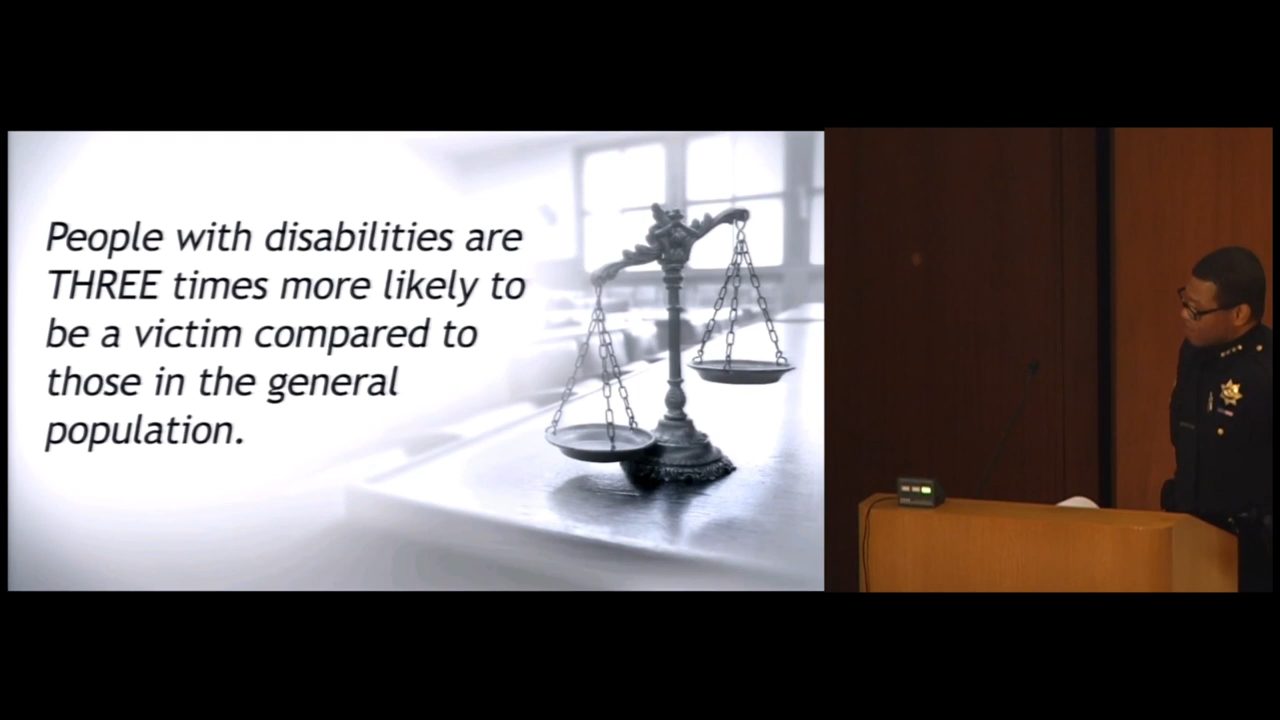 People with disabilities are
THREE times more likely to
be a victim compared to
those in the general
population.